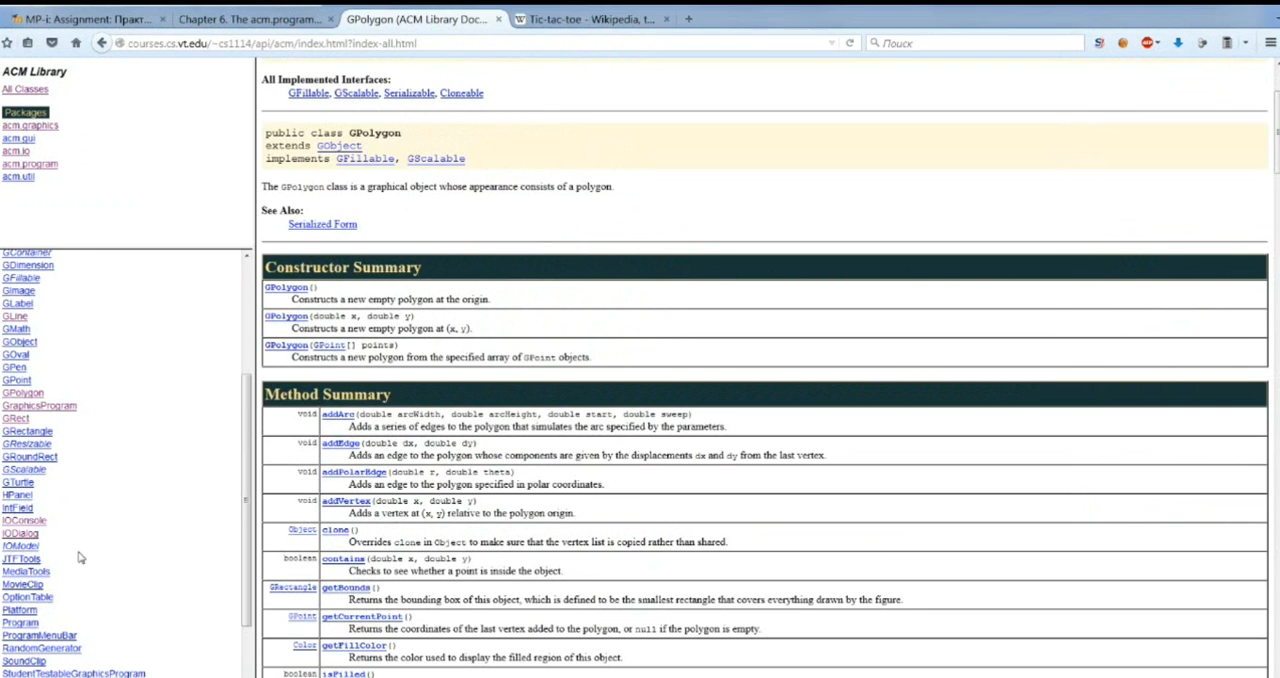 MP-i: Assignment: Практ... × Chapter 6. The acm.program... × GPolygon (ACM Library Doc... × W Tic-tac-toe - Wikipedia, t... × +
courses.cs.vt.edu/~cs1114/api/acm/index.html?index-all.html Поиск
ACM Library
All Classes
Packages
acm.graphics
acm.gui
acm.io
acm.program
acm.util
GContainer
GDimension
GFillable
GImage
GLabel
GLine
GMath
GObject
GOval
GPen
GPoint
GPolygon
GraphicsProgram
GRect
GRectangle
GResizable
GRoundRect
GScalable
GTurtle
HPanel
IntField
IOConsole
IODialog
IOModel
JTFTools
MediaTools
MovieClip
OptionTable
Platform
Program
ProgramMenuBar
RandomGenerator
SoundClip
StudentTestableGraphicsProgram
All Implemented Interfaces:
GFillable, GScalable, Serializable, Cloneable
public class GPolygon
extends GObject
implements GFillable, GScalable
The GPolygon class is a graphical object whose appearance consists of a polygon.
See Also:
Serialized Form
Constructor Summary
GPolygon()
Constructs a new empty polygon at the origin.
GPolygon(double x, double y)
Constructs a new empty polygon at (x, y).
GPolygon(GPoint[] points)
Constructs a new polygon from the specified array of GPoint objects.
Method Summary
void addArc(double arcWidth, double arcHeight, double start, double sweep)
Adds a series of edges to the polygon that simulates the arc specified by the parameters.
void addEdge(double dx, double dy)
Adds an edge to the polygon whose components are given by the displacements dx and dy from the last vertex.
void addPolarEdge(double r, double theta)
Adds an edge to the polygon specified in polar coordinates.
void addVertex(double x, double y)
Adds a vertex at (x, y) relative to the polygon origin.
Object clone()
Overrides clone in Object to make sure that the vertex list is copied rather than shared.
boolean contains(double x, double y)
Checks to see whether a point is inside the object.
GRectangle getBounds()
Returns the bounding box of this object, which is defined to be the smallest rectangle that covers everything drawn by the figure.
GPoint getCurrentPoint()
Returns the coordinates of the last vertex added to the polygon, or null if the polygon is empty.
Color getFillColor()
Returns the color used to display the filled region of this object.
boolean isFilled()